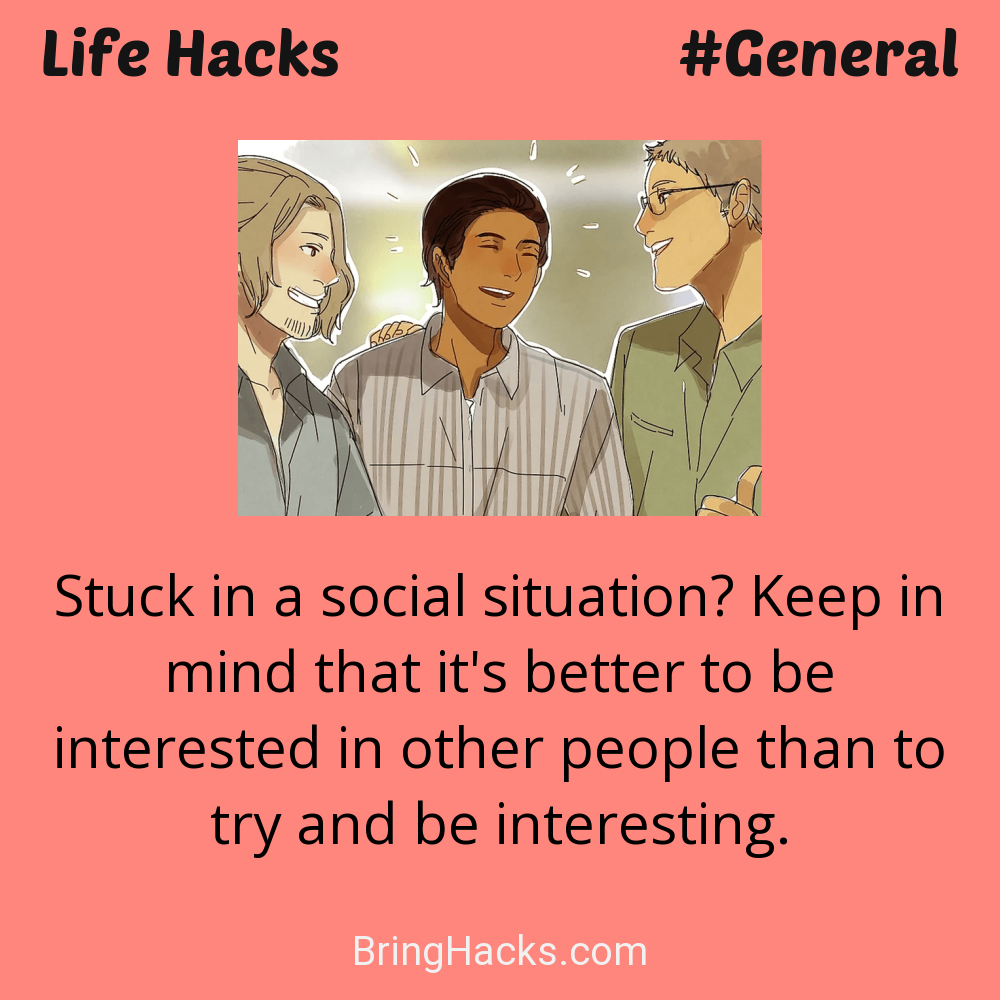 Life Hacks
#General
Stuck in a social situation? Keep in
mind that it's better to be
interested in other people than to
try and be interesting.
BringHacks.com